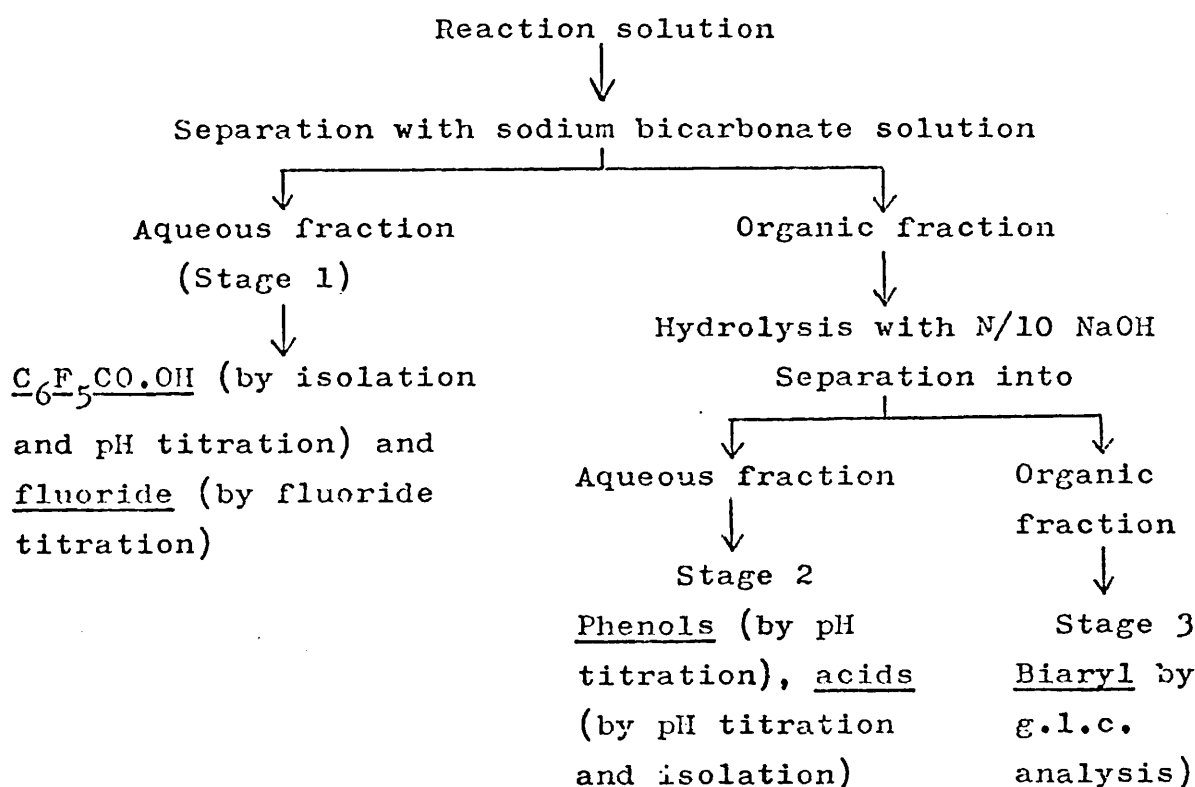 Reaction solution
Separation with sodium bicarbonate solution
Aqueous fraction
(Stage 1)
C6F5CO.OH (by isolation
and pH titration) and
fluoride (by fluoride
titration)
Organic fraction
Hydrolysis with N/10 NaOH
Separation into
Aqueous fraction
Stage 2
Phenols (by pH
titration), acids
(by pH titration
and isolation)
Organic
fraction
Stage 3
Biaryl by
g.l.c.
analysis)